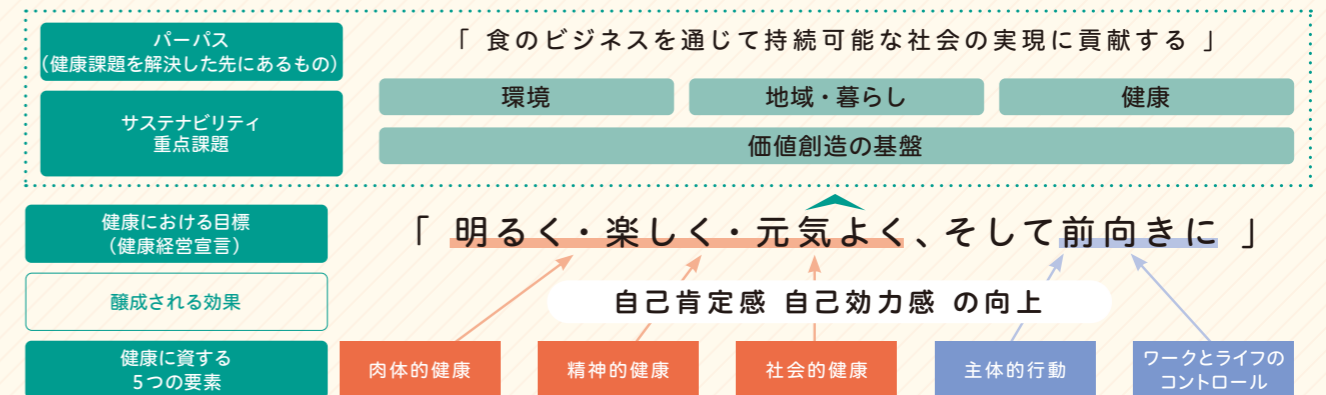 パーパス
（健康課題を解決した先にあるもの）
「 食のビジネスを通じて持続可能な社会の実現に貢献する 」
サステナビリティ
重点課題
環境
地域・暮らし
健康
価値創造の基盤
健康における目標
（健康経営宣言）
「 明るく・楽しく・元気よく、そして前向きに 」
醸成される効果
自己肯定感 自己効力感 の向上
健康に資する
5つの要素
肉体的健康
精神的健康
社会的健康
主体的行動
ワークとライフの
コントロール